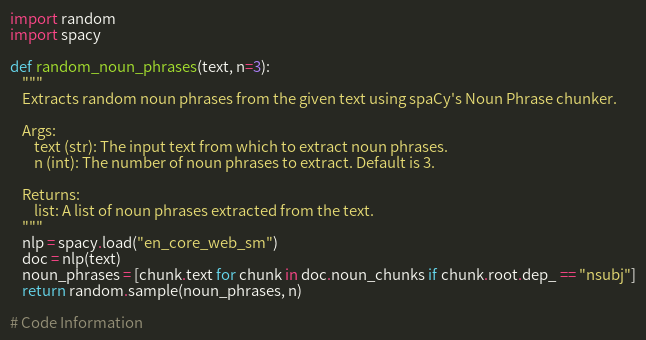 import random
import spacy

def random_noun_phrases(text, n=3):
    """
    Extracts random noun phrases from the given text using spaCy's Noun Phrase chunker.

    Args:
        text (str): The input text from which to extract noun phrases.
        n (int): The number of noun phrases to extract. Default is 3.

    Returns:
        list: A list of noun phrases extracted from the text.
    """
    nlp = spacy.load("en_core_web_sm")
    doc = nlp(text)
    noun_phrases = [chunk.text for chunk in doc.noun_chunks if chunk.root.dep_ == "nsubj"]
    return random.sample(noun_phrases, n)

# Code Information